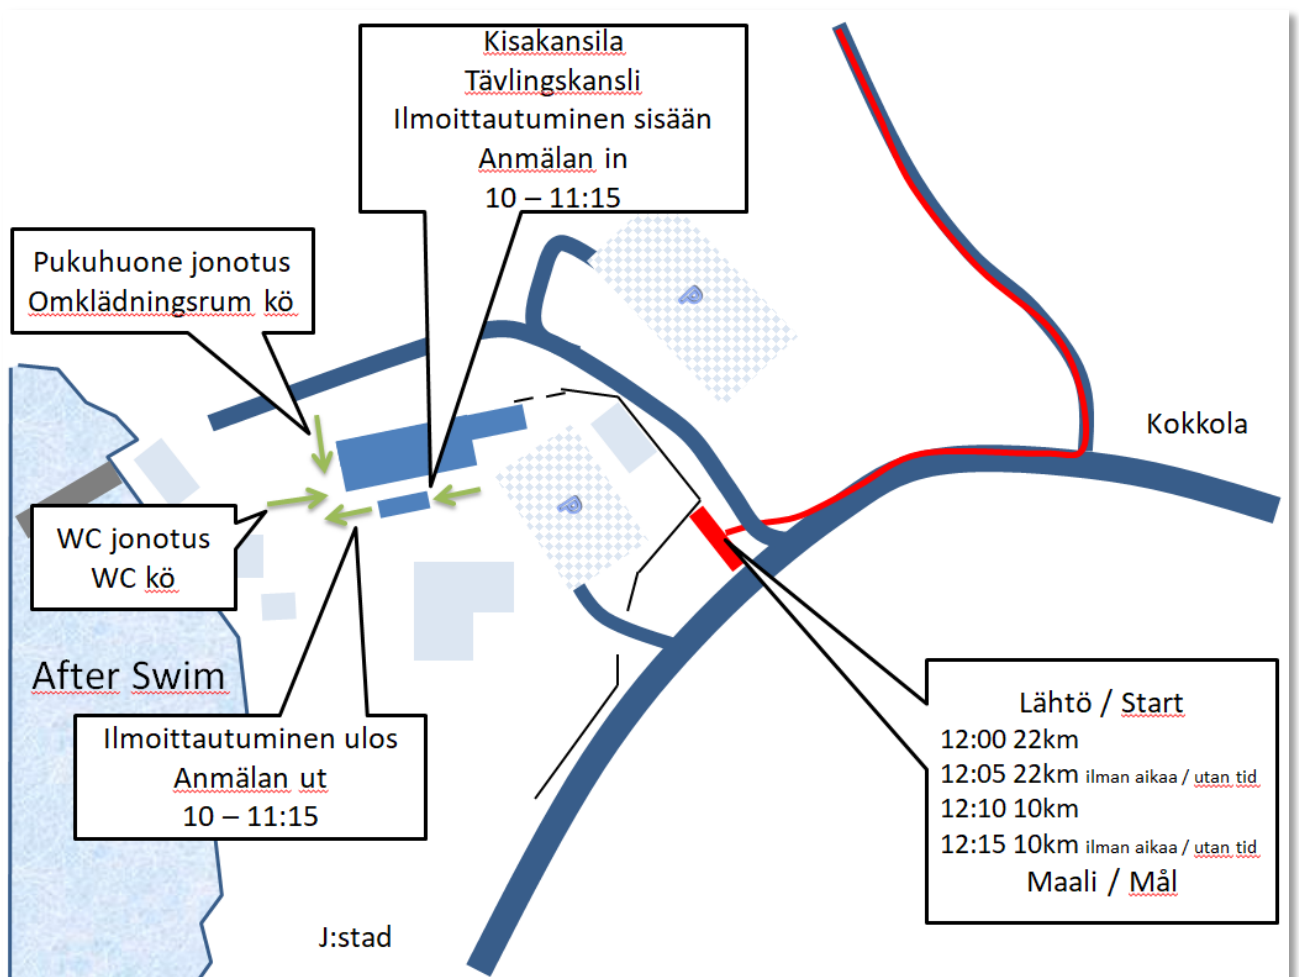 Kisakansila
Tävlingskansli
Ilmoittautuminen sisään
Anmälan in
10 – 11:15
Pukuhuone jonotus
Omklädningsrum kö
P
Kokkola
P
WC jonotus
WC kö
After Swim
Ilmoittautuminen ulos
Anmälan ut
10 – 11:15
Lähtö / Start
12:00 22km
12:05 22km ilman aikaa / utan tid
12:10 10km
12:15 10km ilman aikaa / utan tid
Maali / Mål
J:stad